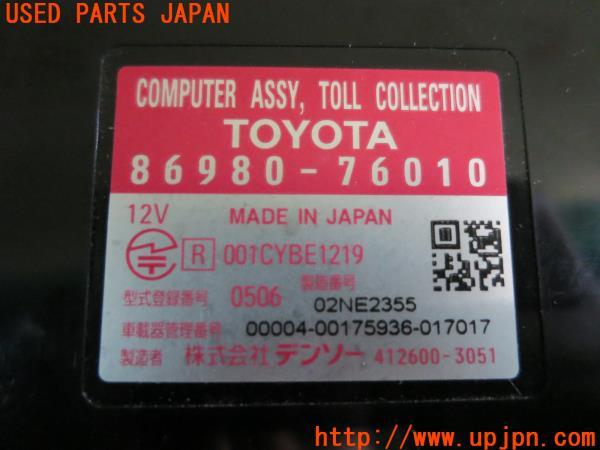 USED PARTS JAPAN
COMPUTER ASSY, TOLL COLLECTION
TOYOTA
86980-76010
12V MADE IN JAPAN
R 001CYBE1219
型式登録番号 0506 製造番号 02NE2355
車載器管理番号 00004-00175936-017017
製造者 株式会社デンソー 412600-3051
http://www.upjpn.com/